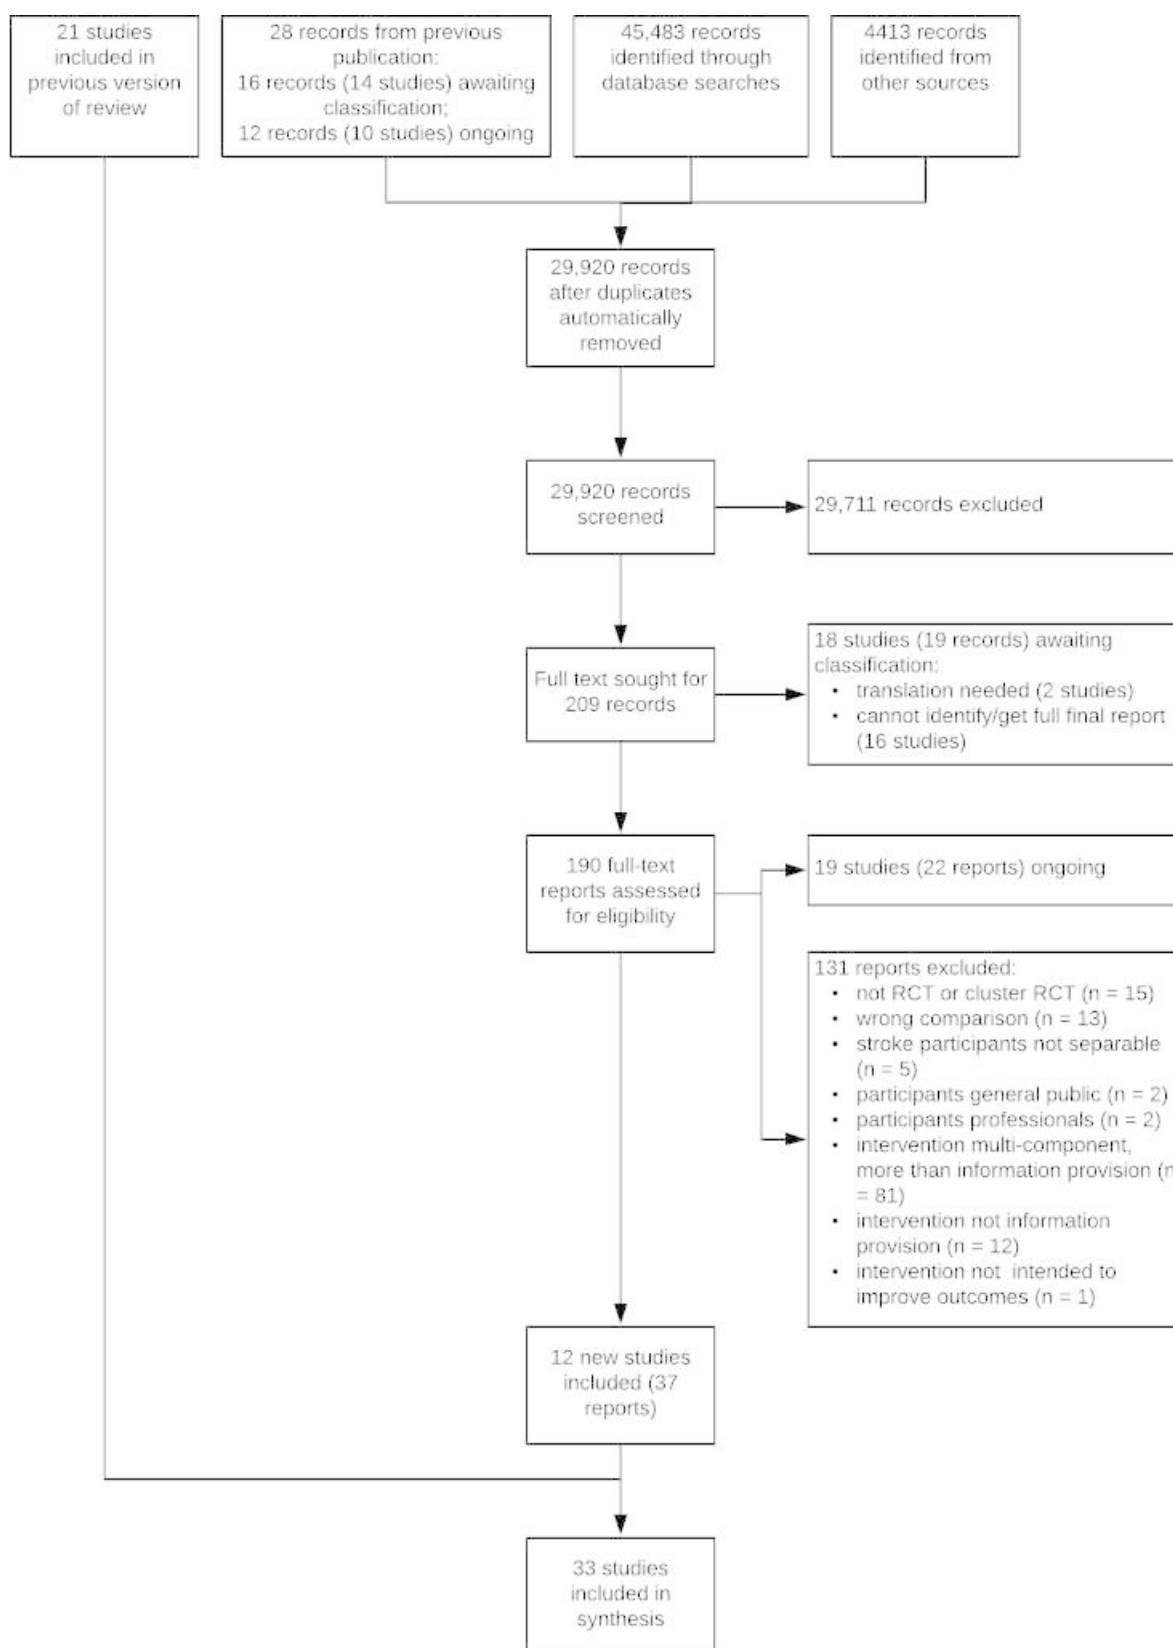 21 studies
included in
previous version
of review
28 records from previous
publication:
16 records (14 studies) awaiting
classification;
12 records (10 studies) ongoing
45,483 records
identified through
database searches
4413 records
identified from
other sources
29,920 records
after duplicates
automatically
removed
29,920 records
screened
29,711 records excluded
Full text sought for
209 records
18 studies (19 records) awaiting
classification:
• translation needed (2 studies)
• cannot identify/get full final report
(16 studies)
190 full-text
reports assessed
for eligibility
19 studies (22 reports) ongoing
131 reports excluded:
• not RCT or cluster RCT (n = 15)
• wrong comparison (n = 13)
• stroke participants not separable
(n = 5)
• participants general public (n = 2)
• participants professionals (n = 2)
• intervention multi-component,
more than information provision (n
= 81)
• intervention not information
provision (n = 12)
• intervention not intended to
improve outcomes (n = 1)
12 new studies
included (37
reports)
33 studies
included in
synthesis